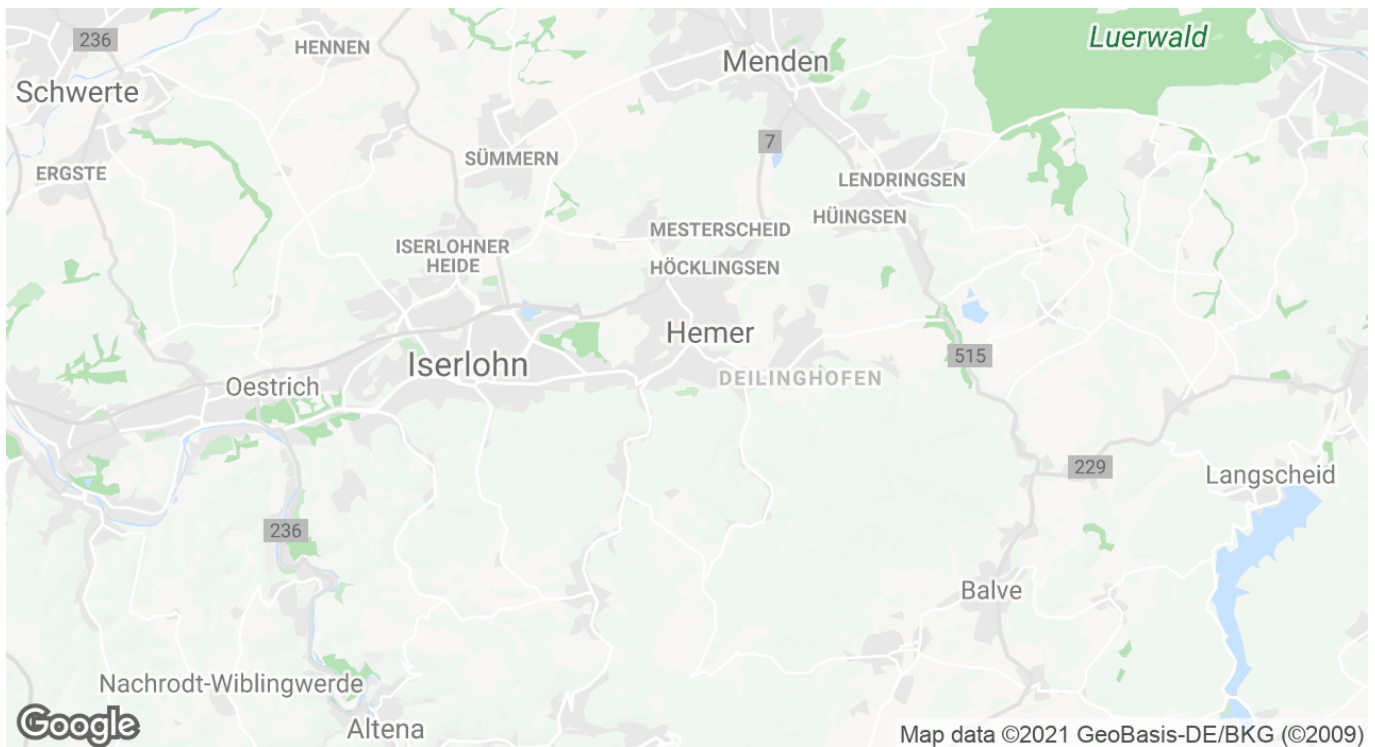 236
HENNEN
Luerwald
Menden
Schwerte
7
SÜMMERN
ERGSTE
LENDRINGSEN
HÜINGSEN
MESTERSCHEID
ISERLOHNER
HEIDE
HÖCKLINGSEN
Hemer
515
Iserlohn
DEILINGHOFEN
Oestrich
229
Langscheid
236
Balve
Nachrodt-Wiblingwerde
Altena
Google
Map data ©2021 GeoBasis-DE/BKG (©2009)